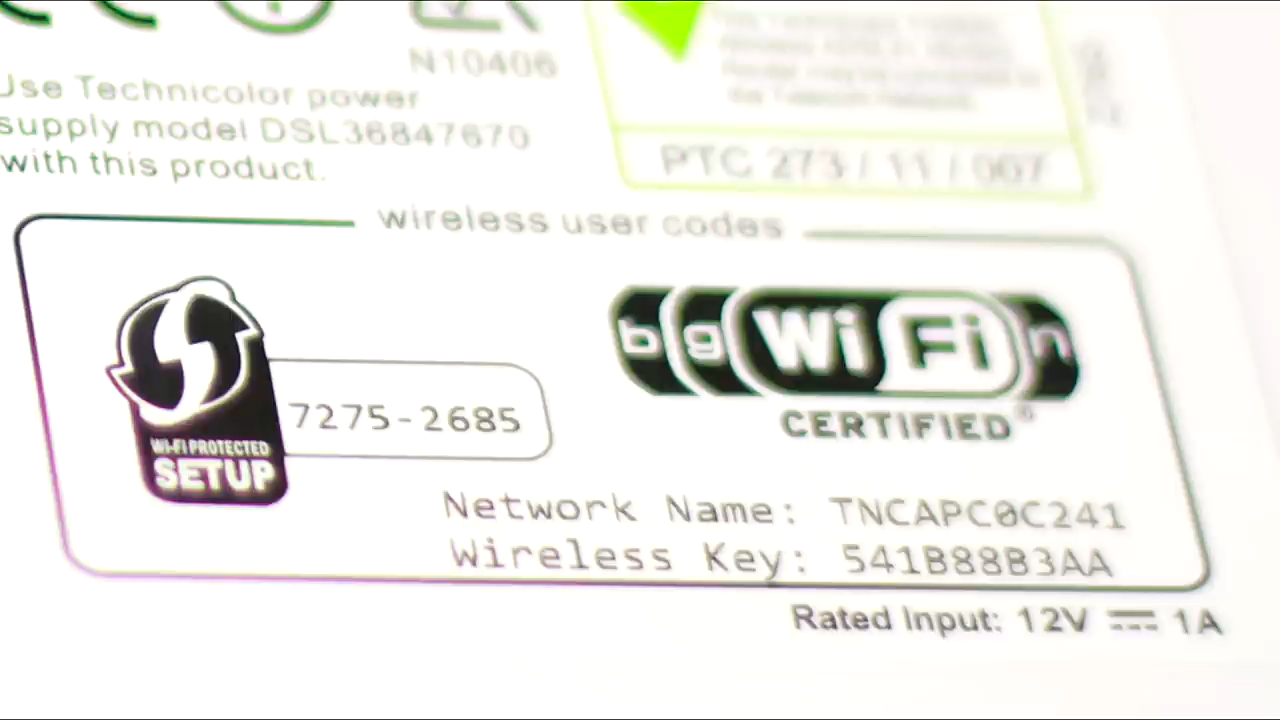 N10406
Use Technicolor power
supply model DSL36847670
with this product.
PTC 273 / 11 / 007
wireless user codes
b g Wi Fi n
CERTIFIED®
7275-2685
WI-FI PROTECTED
SETUP
Network Name: TNCAPC0C241
Wireless Key: 541B88B3AA
Rated Input: 12V ⎓ 1A